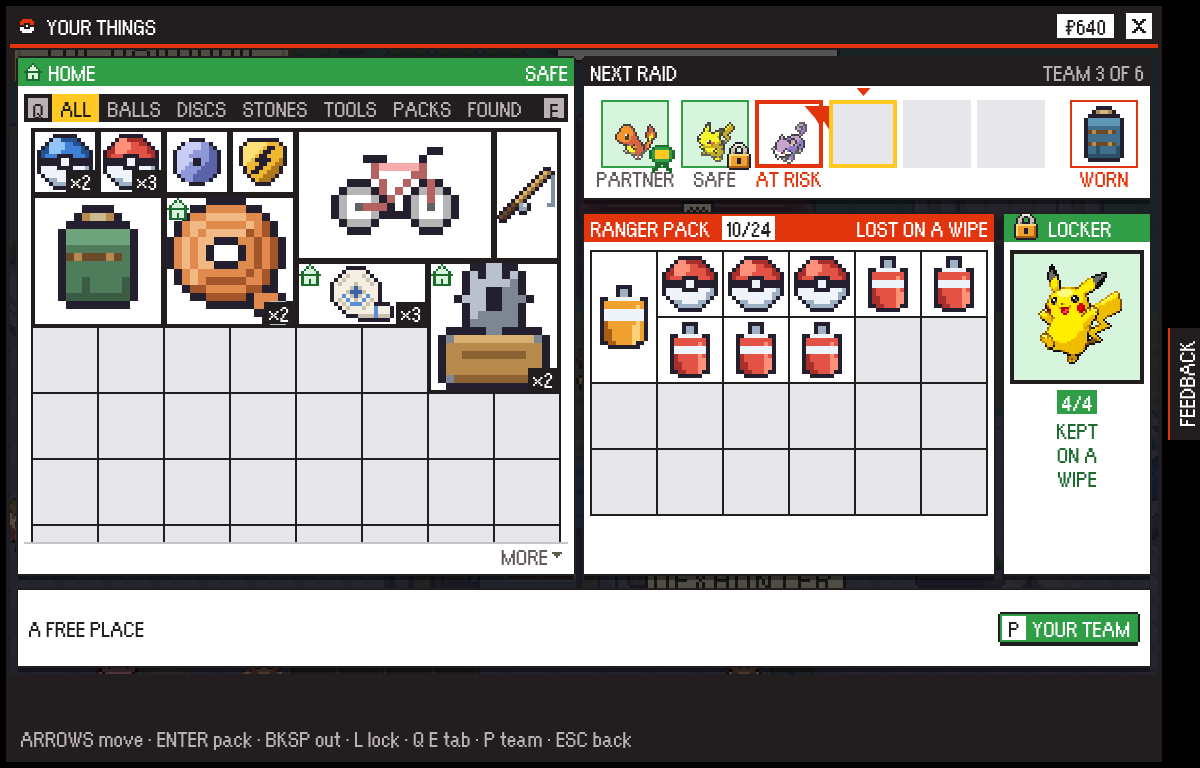 YOUR THINGS
₽640 X
HOME SAFE
Q ALL BALLS DISCS STONES TOOLS PACKS FOUND E
×2 ×3
×2 ×3
×2
MORE
NEXT RAID TEAM 3 OF 6
PARTNER SAFE AT RISK WORN
RANGER PACK 10/24 LOST ON A WIPE
LOCKER
4/4
KEPT
ON A
WIPE
FEEDBACK
A FREE PLACE
P YOUR TEAM
ARROWS move · ENTER pack · BKSP out · L lock · Q E tab · P team · ESC back